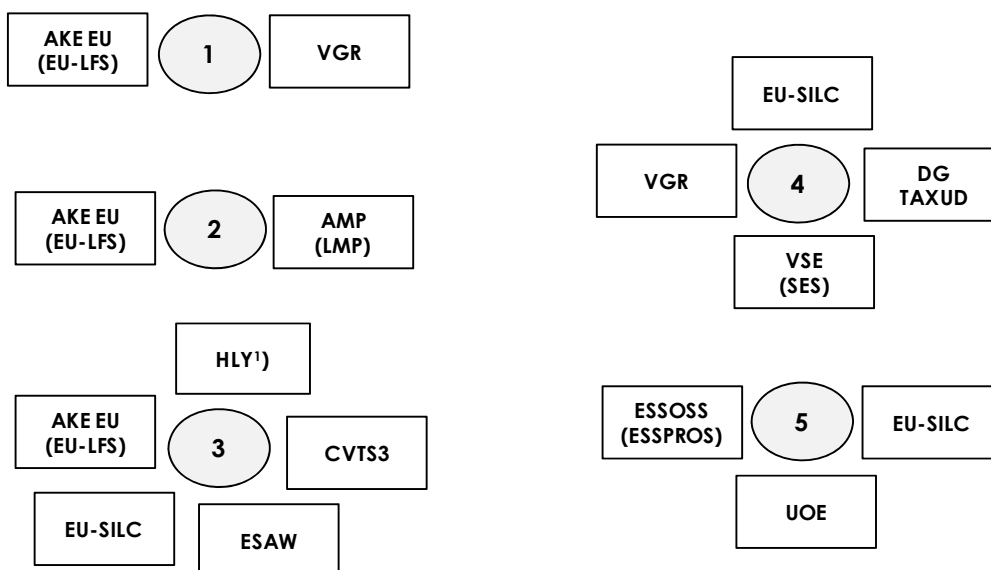 AKE EU
(EU-LFS)
1
VGR
AKE EU
(EU-LFS)
2
AMP
(LMP)
HLY¹)
AKE EU
(EU-LFS)
3
CVTS3
EU-SILC
ESAW
EU-SILC
VGR
4
DG
TAXUD
VSE
(SES)
ESSOSS
(ESSPROS)
5
EU-SILC
UOE